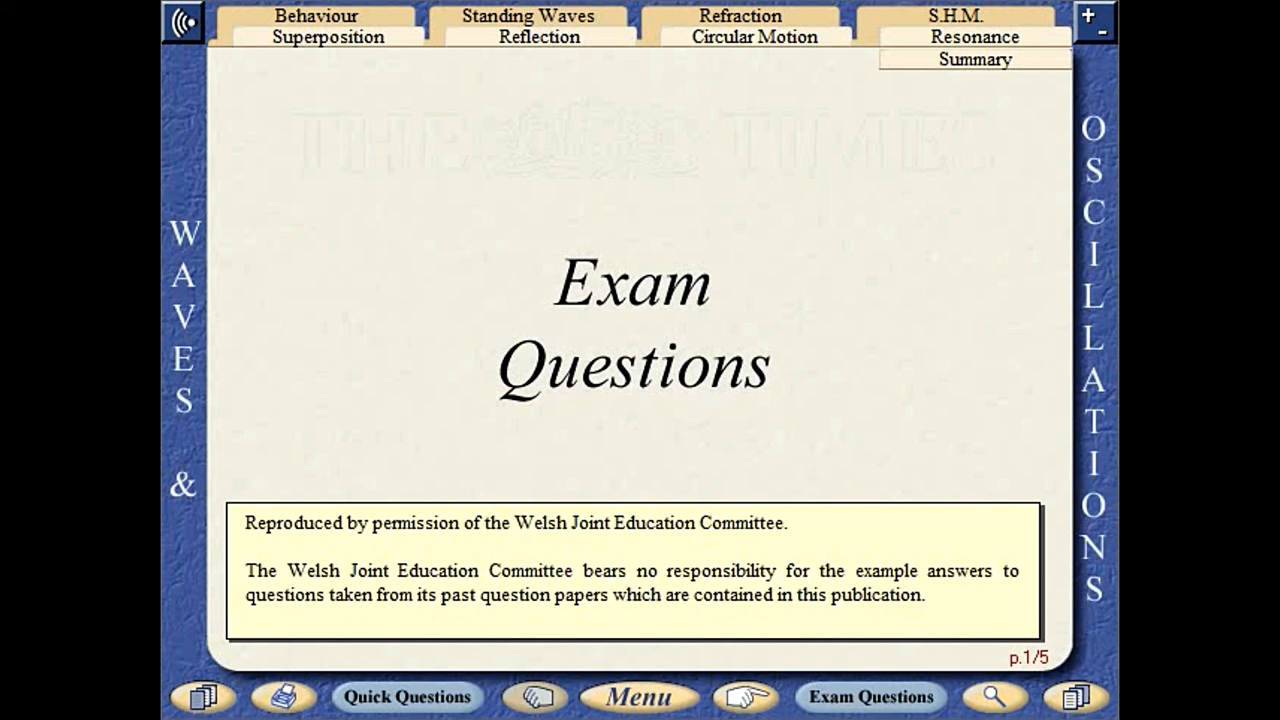 Behaviour
Standing Waves
Refraction
S.H.M.
Superposition
Reflection
Circular Motion
Resonance
Summary
THE TIMES
WAVES &
OSCILLATIONS
Exam
Questions
Reproduced by permission of the Welsh Joint Education Committee.
The Welsh Joint Education Committee bears no responsibility for the example answers to
questions taken from its past question papers which are contained in this publication.
p.1/5
Quick Questions
Menu
Exam Questions